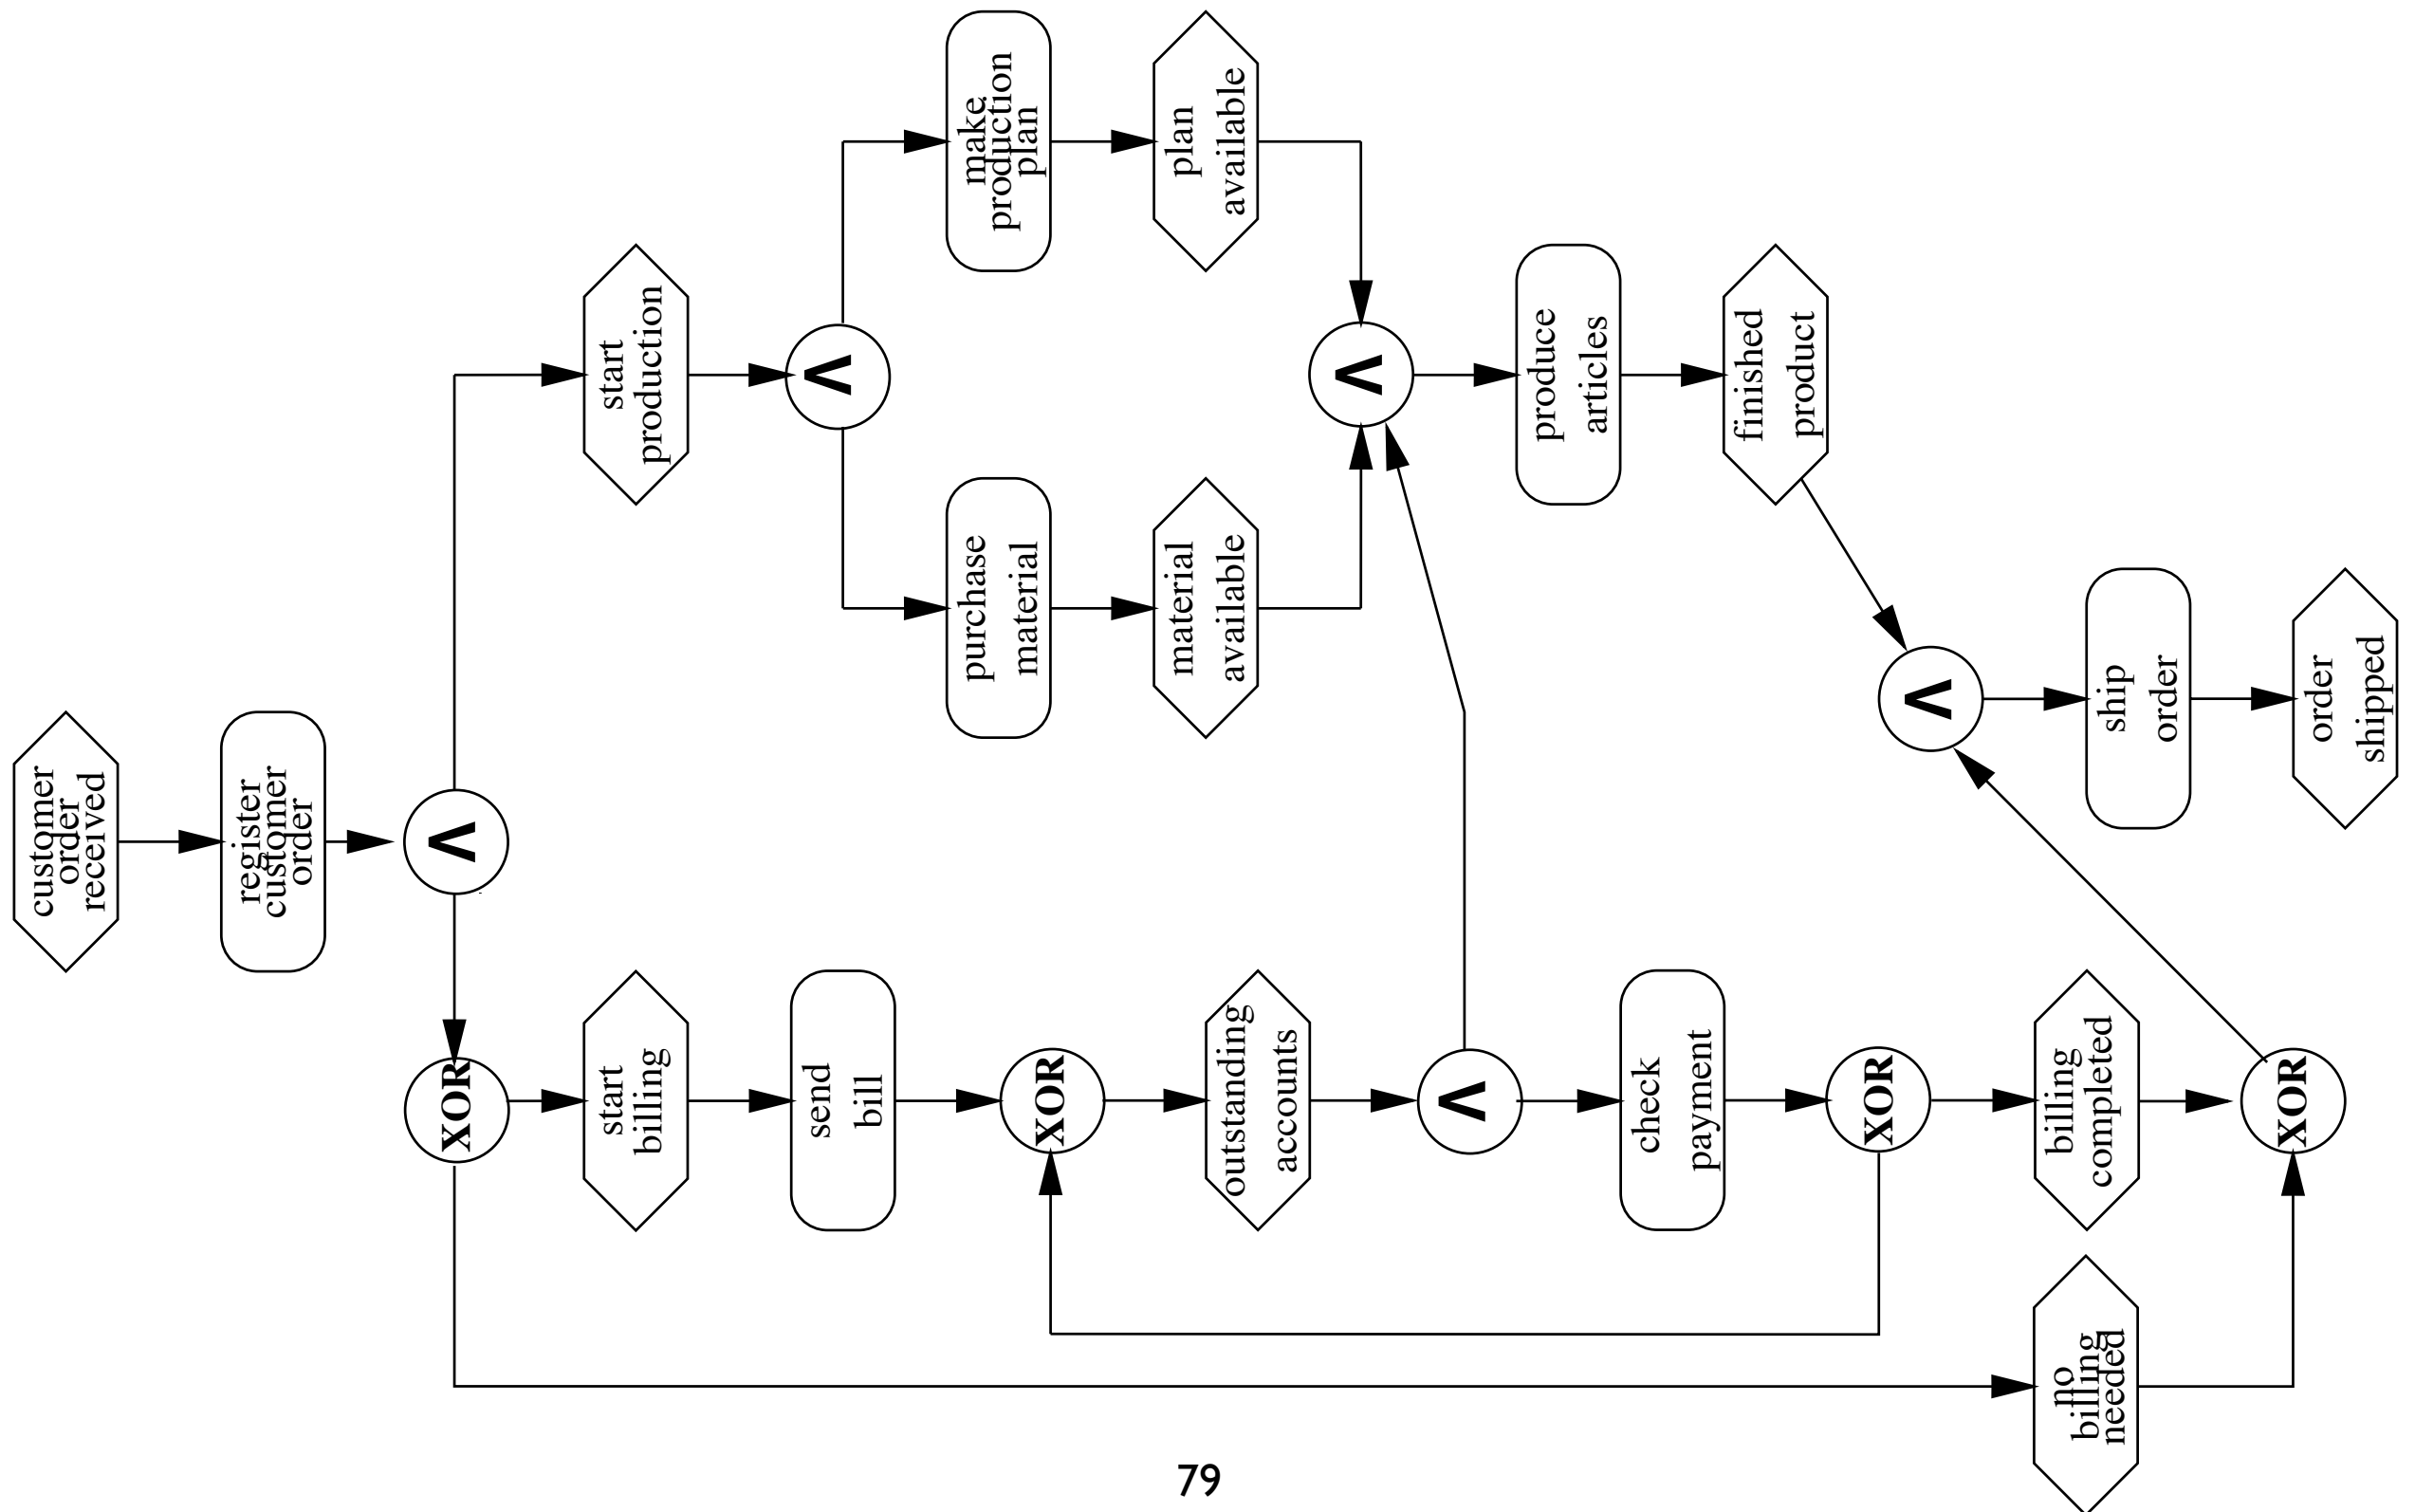 customer
order
received
register
customer
order
∧
XOR
start
billing
start
production
send
bill
∧
purchase
material
make
production
plan
XOR
material
available
plan
available
outstanding
accounts
∧
∧
check
payment
produce
articles
XOR
finished
product
∧
no
billing
needed
billing
completed
ship
order
XOR
order
shipped
79